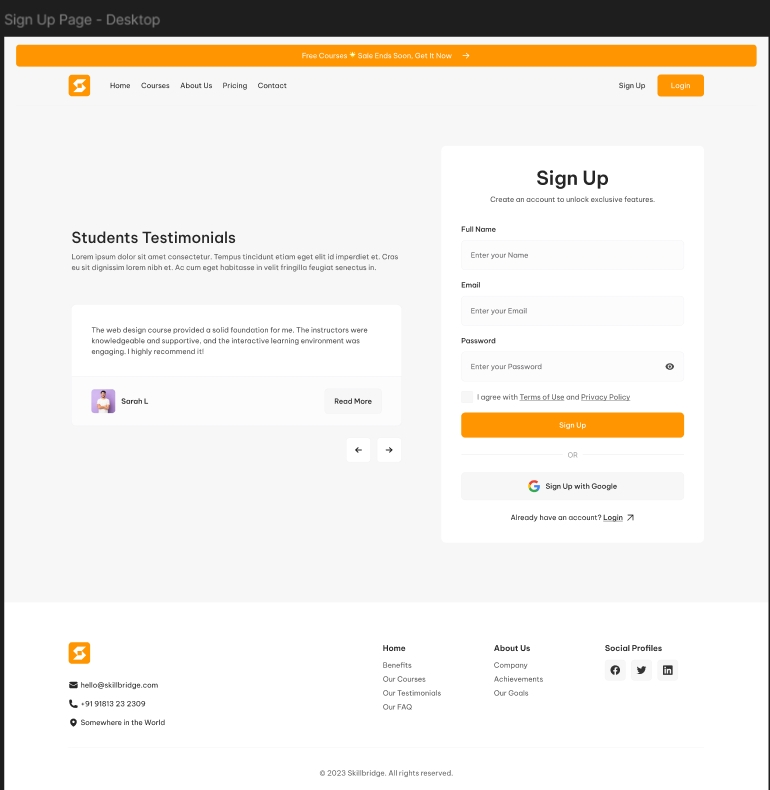 Sign Up Page - Desktop
Free Courses ✨ Sale Ends Soon, Get It Now →
Home Courses About Us Pricing Contact
Sign Up Login
Students Testimonials
Lorem ipsum dolor sit amet consectetur. Tempus tincidunt etiam eget elit id imperdiet et. Cras
eu sit dignissim lorem nibh et. Ac cum eget habitasse in velit fringilla feugiat senectus in.
The web design course provided a solid foundation for me. The instructors were
knowledgeable and supportive, and the interactive learning environment was
engaging. I highly recommend it!
Sarah L
Read More
Sign Up
Create an account to unlock exclusive features.
Full Name
Enter your Name
Email
Enter your Email
Password
Enter your Password
I agree with Terms of Use and Privacy Policy
Sign Up
OR
Sign Up with Google
Already have an account? Login
hello@skillbridge.com
+91 91813 23 2309
Somewhere in the World
Home
Benefits
Our Courses
Our Testimonials
Our FAQ
About Us
Company
Achievements
Our Goals
Social Profiles
© 2023 Skillbridge. All rights reserved.